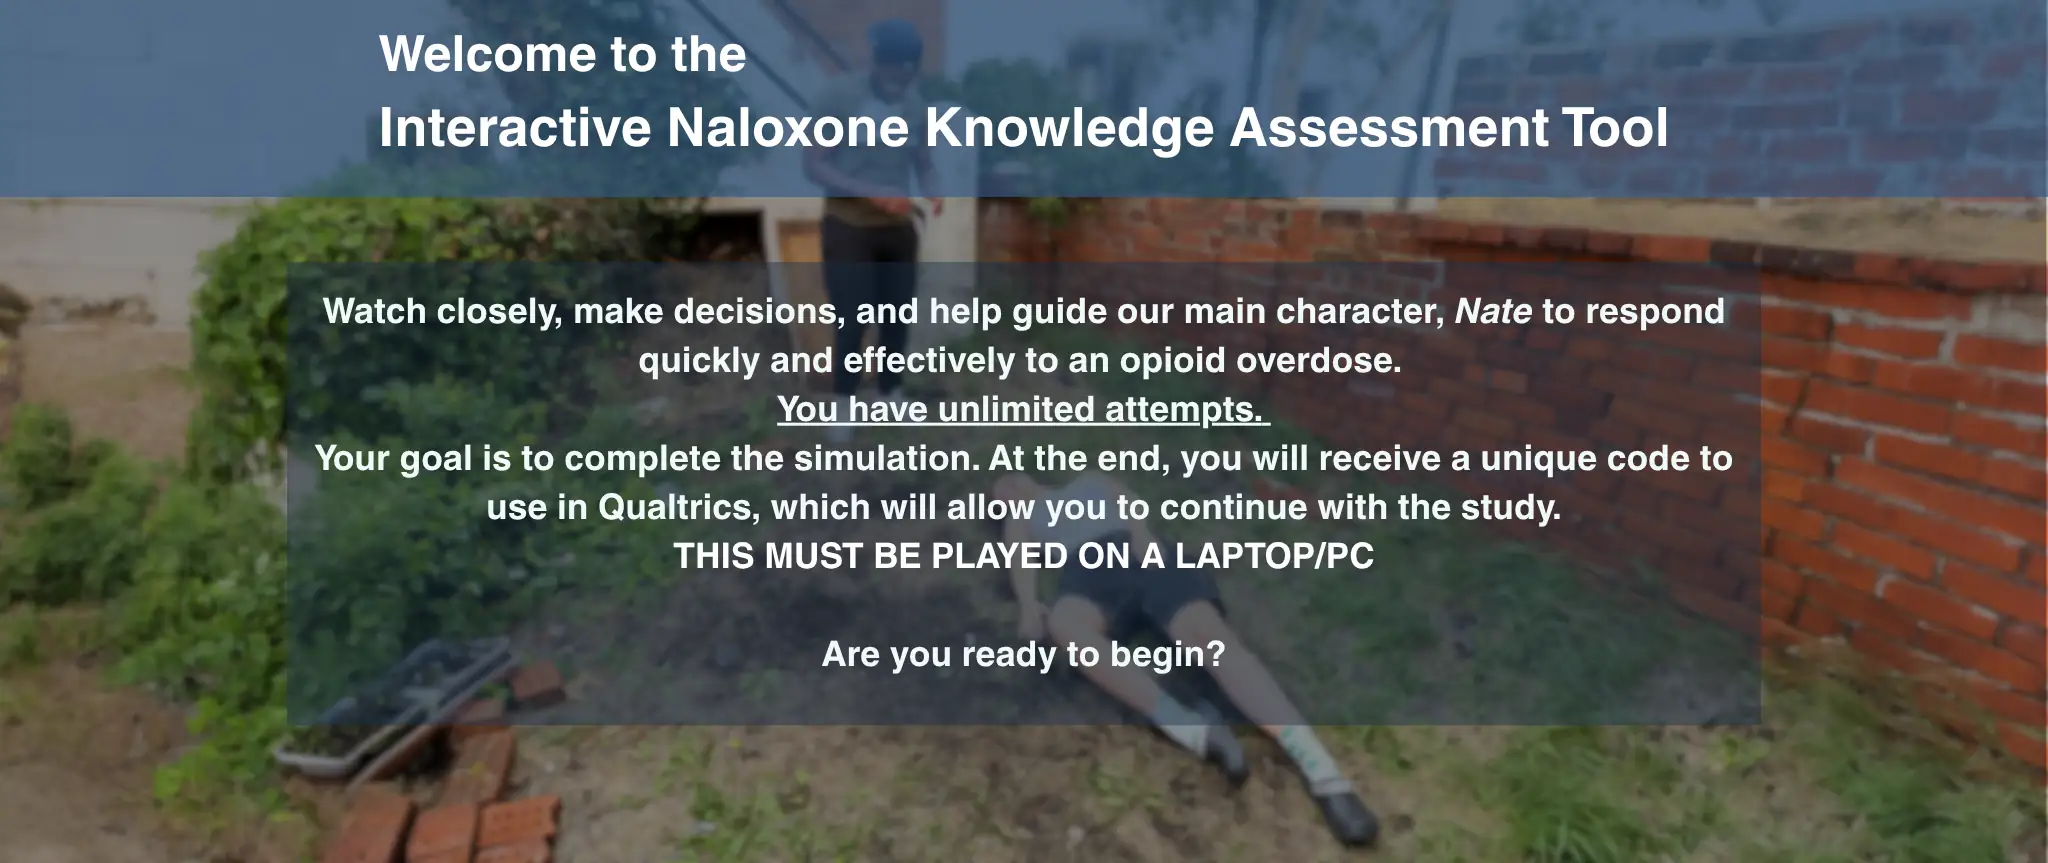 Welcome to the
Interactive Naloxone Knowledge Assessment Tool
Watch closely, make decisions, and help guide our main character, Nate to respond
quickly and effectively to an opioid overdose.
You have unlimited attempts.
Your goal is to complete the simulation. At the end, you will receive a unique code to
use in Qualtrics, which will allow you to continue with the study.
THIS MUST BE PLAYED ON A LAPTOP/PC
Are you ready to begin?